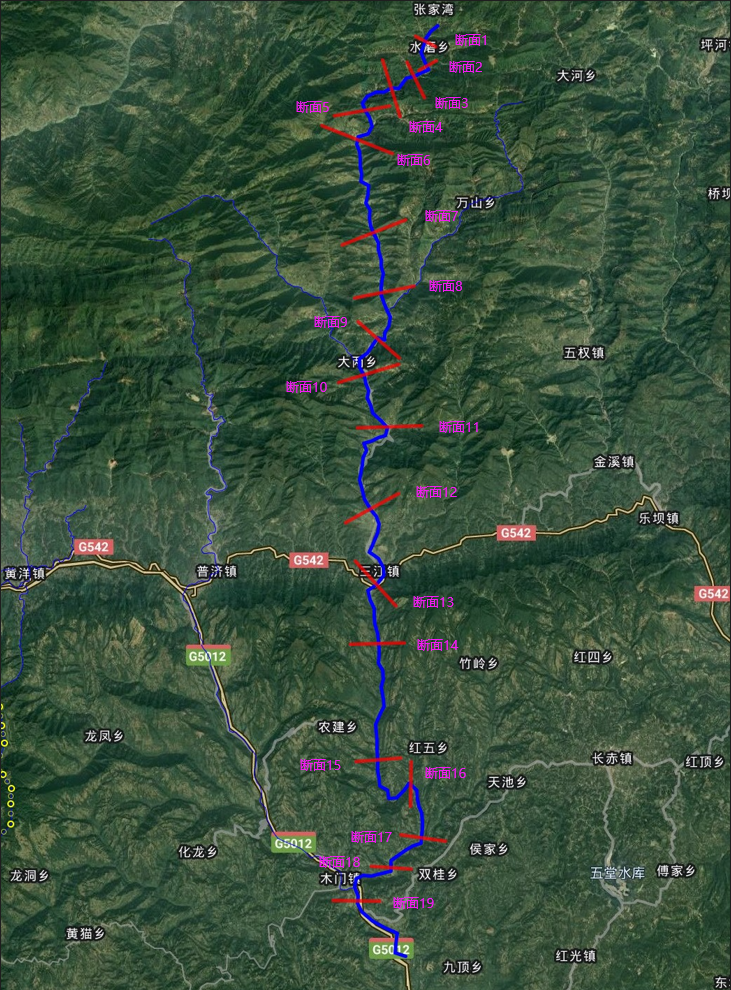 张家湾
水磨乡
断面1
坪河
断面2
大河乡
断面3
断面5
断面4
断面6
桥坝
万山乡
断面7
断面8
断面9
大两乡
五权镇
断面10
断面11
金溪镇
断面12
乐坝镇
G542
G542
G542
黄洋镇
普济镇
三江镇
G542
断面13
断面14
G5012
竹岭乡
红四乡
农建乡
龙凤乡
红五乡
断面15
断面16
长赤镇
红顶乡
天池乡
断面17
G5012
化龙乡
侯家乡
断面18
木门镇
双桂乡
五堂水库
傅家乡
龙洞乡
断面19
黄猫乡
G5012
九顶乡
红光镇
东